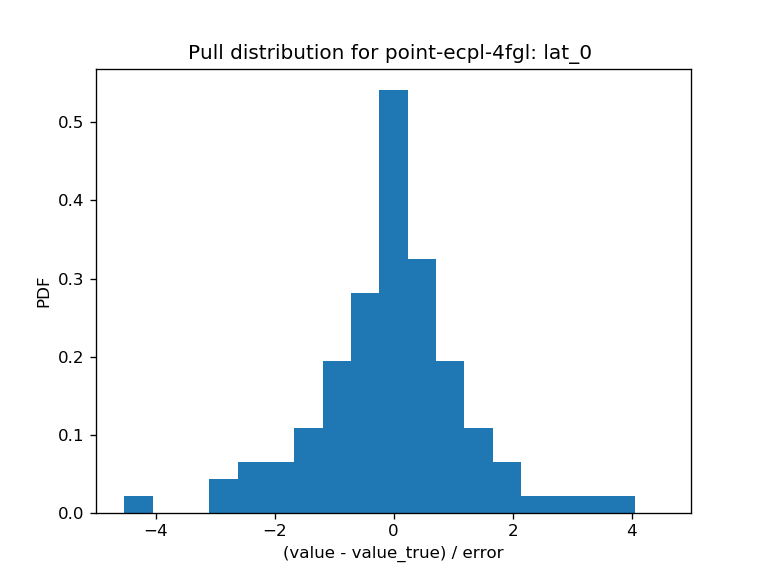 Pull distribution for point-ecpl-4fgl: lat_0
PDF
0.5
0.4
0.3
0.2
0.1
0.0
−4 −2 0 2 4
(value - value_true) / error